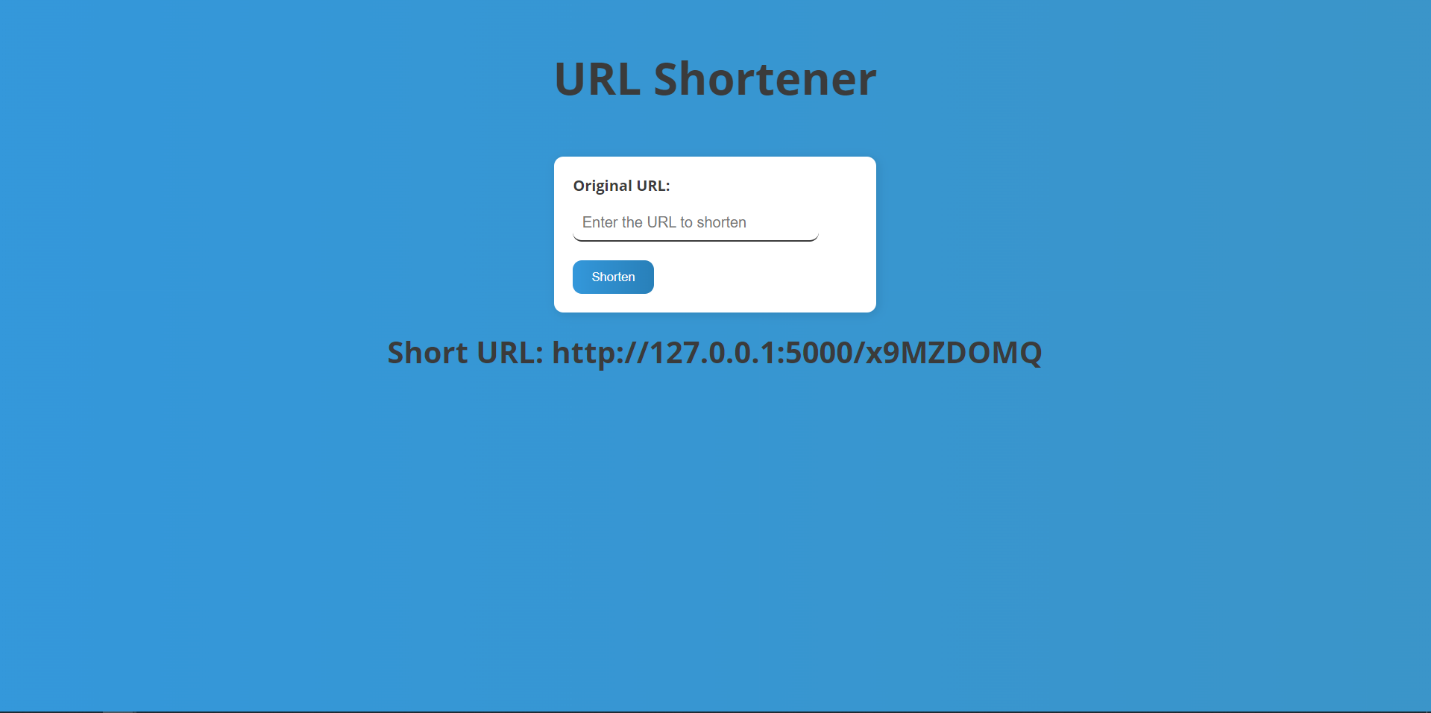 URL Shortener
Original URL:
Enter the URL to shorten
Shorten
Short URL: http://127.0.0.1:5000/x9MZDOMQ